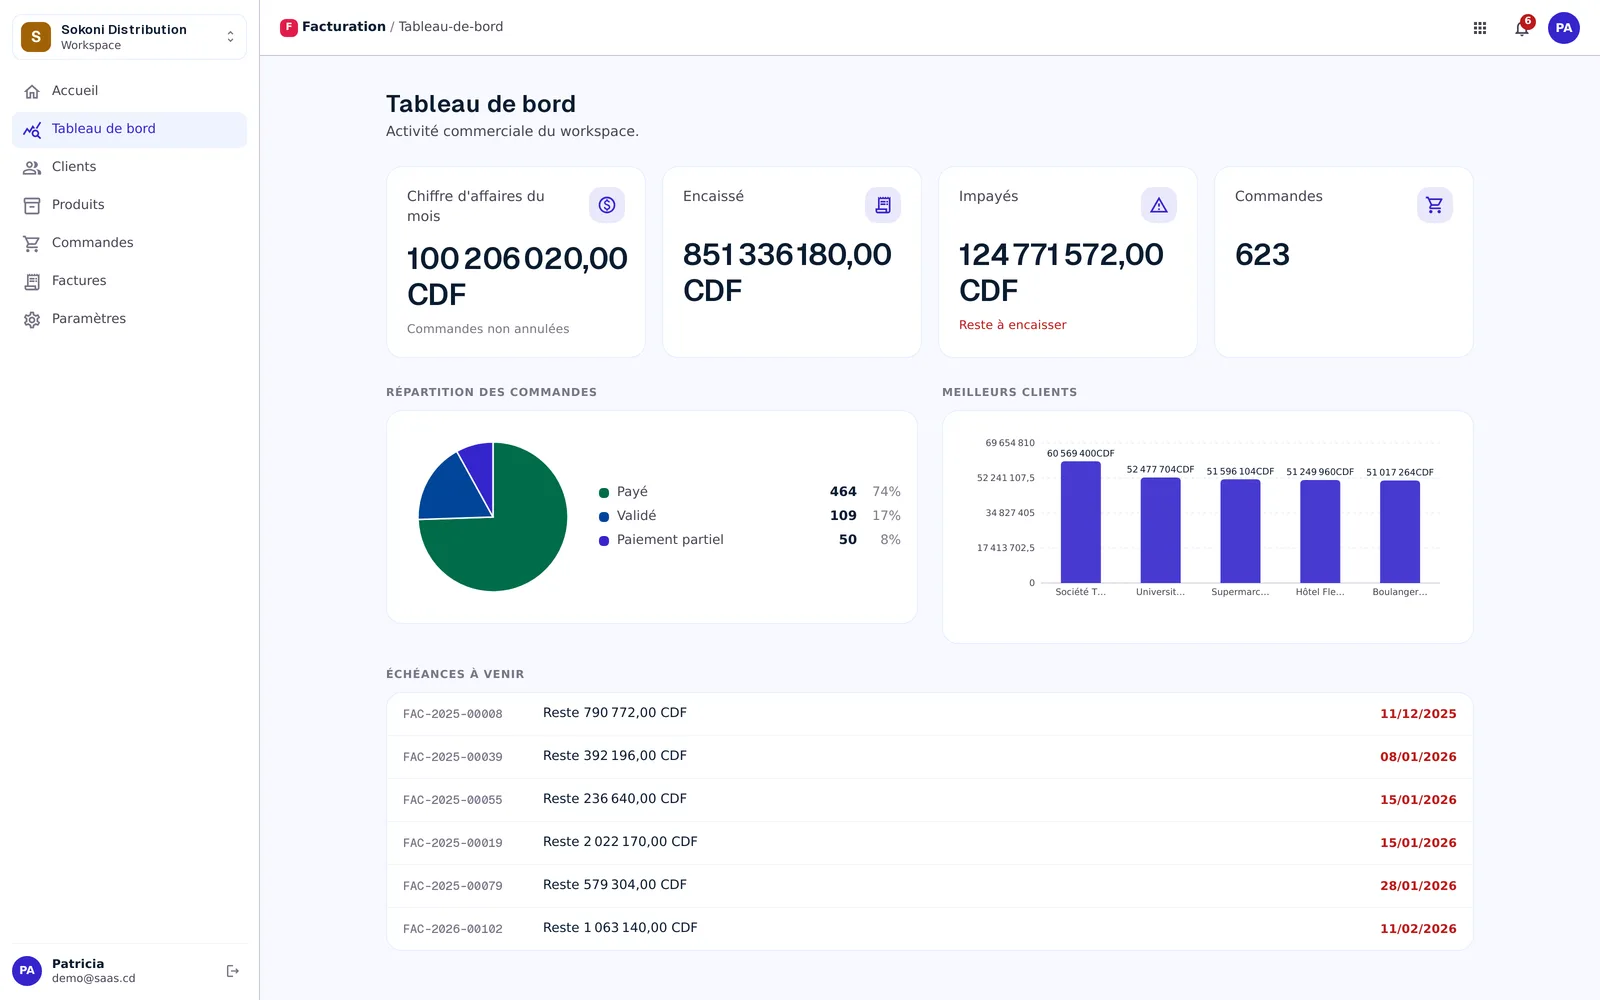 S
Sokoni Distribution
Workspace
Accueil
Tableau de bord
Clients
Produits
Commandes
Factures
Paramètres
PA
Patricia
demo@saas.cd
F Facturation / Tableau-de-bord
6
PA
Tableau de bord
Activité commerciale du workspace.
Chiffre d'affaires du
mois
100 206 020,00
CDF
Commandes non annulées
Encaissé
851 336 180,00
CDF
Impayés
124 771 572,00
CDF
Reste à encaisser
Commandes
623
RÉPARTITION DES COMMANDES
Payé 464 74%
Validé 109 17%
Paiement partiel 50 8%
MEILLEURS CLIENTS
69 654 810
52 241 107,5
34 827 405
17 413 702,5
0
60 569 400CDF
52 477 704CDF
51 596 104CDF
51 249 960CDF
51 017 264CDF
Société T...
Universit...
Supermarc...
Hôtel Fle...
Boulanger...
ÉCHÉANCES À VENIR
FAC-2025-00008 Reste 790 772,00 CDF 11/12/2025
FAC-2025-00039 Reste 392 196,00 CDF 08/01/2026
FAC-2025-00055 Reste 236 640,00 CDF 15/01/2026
FAC-2025-00019 Reste 2 022 170,00 CDF 15/01/2026
FAC-2025-00079 Reste 579 304,00 CDF 28/01/2026
FAC-2026-00102 Reste 1 063 140,00 CDF 11/02/2026